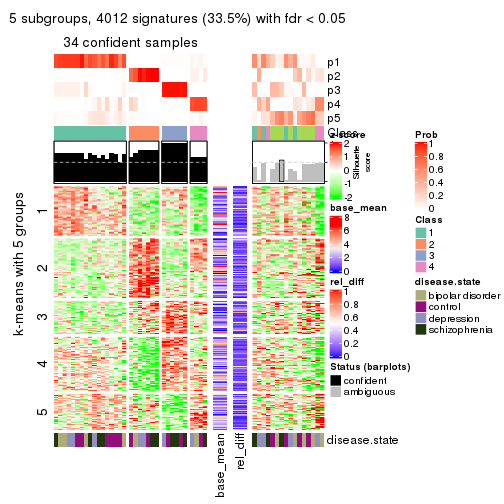 5 subgroups, 4012 signatures (33.5%) with fdr < 0.05
34 confident samples
p1
p2
p3
p4
p5
Class
Silhouette
score
1
2
3
4
5
k-means with 5 groups
base_mean
rel_diff
disease.state
z-score
2
1
0
-1
-2
base_mean
8
6
4
2
0
rel_diff
1
0.8
0.6
0.4
0.2
0
Status (barplots)
confident
ambiguous
Prob
1
0.8
0.6
0.4
0.2
0
Class
1
2
3
4
disease.state
bipolar disorder
control
depression
schizophrenia